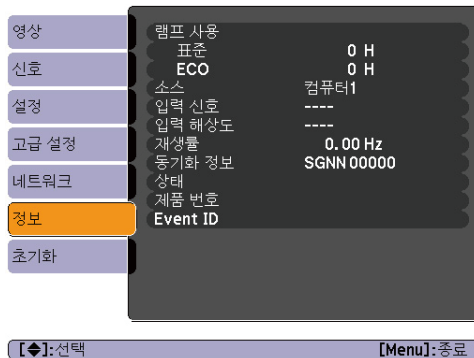 영상
신호
설정
고급 설정
네트워크
정보
초기화
램프 사용
표준 0 H
ECO 0 H
소스 컴퓨터1
입력 신호 ----
입력 해상도 ----
재생률 0.00 Hz
동기화 정보 SGNN 00000
상태
제품 번호
Event ID
[◆]:선택 [Menu]:종료